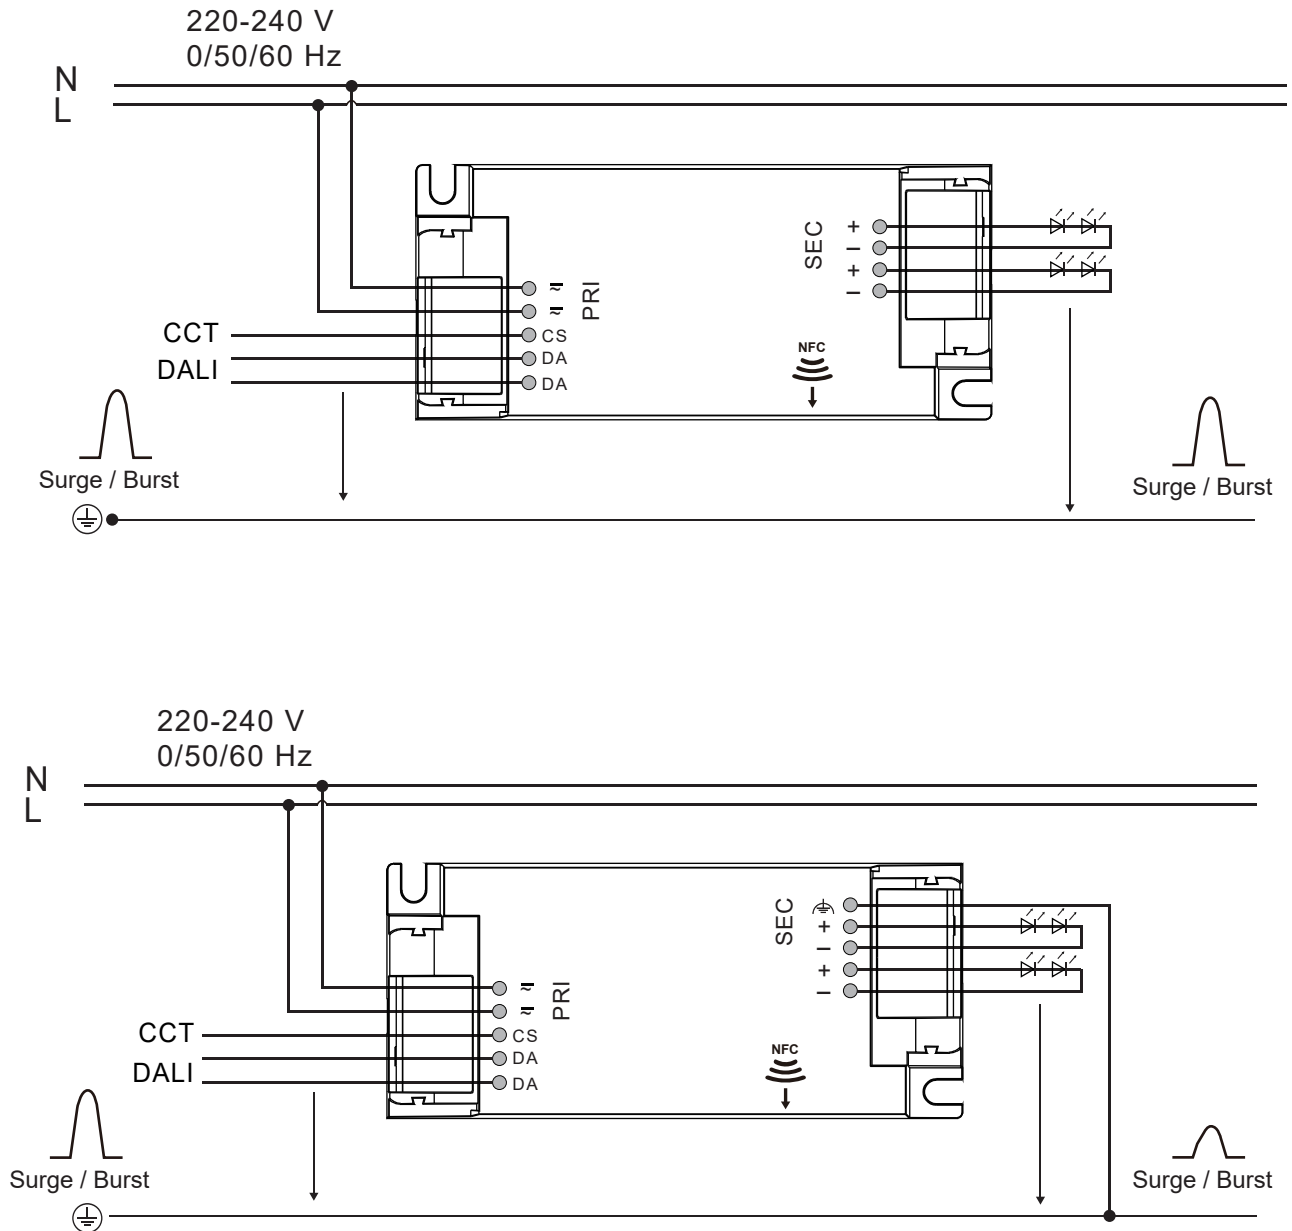 220-240 V
0/50/60 Hz
N
L
SEC
+
−
+
−
PRI
CCT
CS
DALI
DA
DA
NFC
Surge / Burst
Surge / Burst
220-240 V
0/50/60 Hz
N
L
SEC
+
−
+
−
PRI
CCT
CS
DALI
DA
DA
NFC
Surge / Burst
Surge / Burst